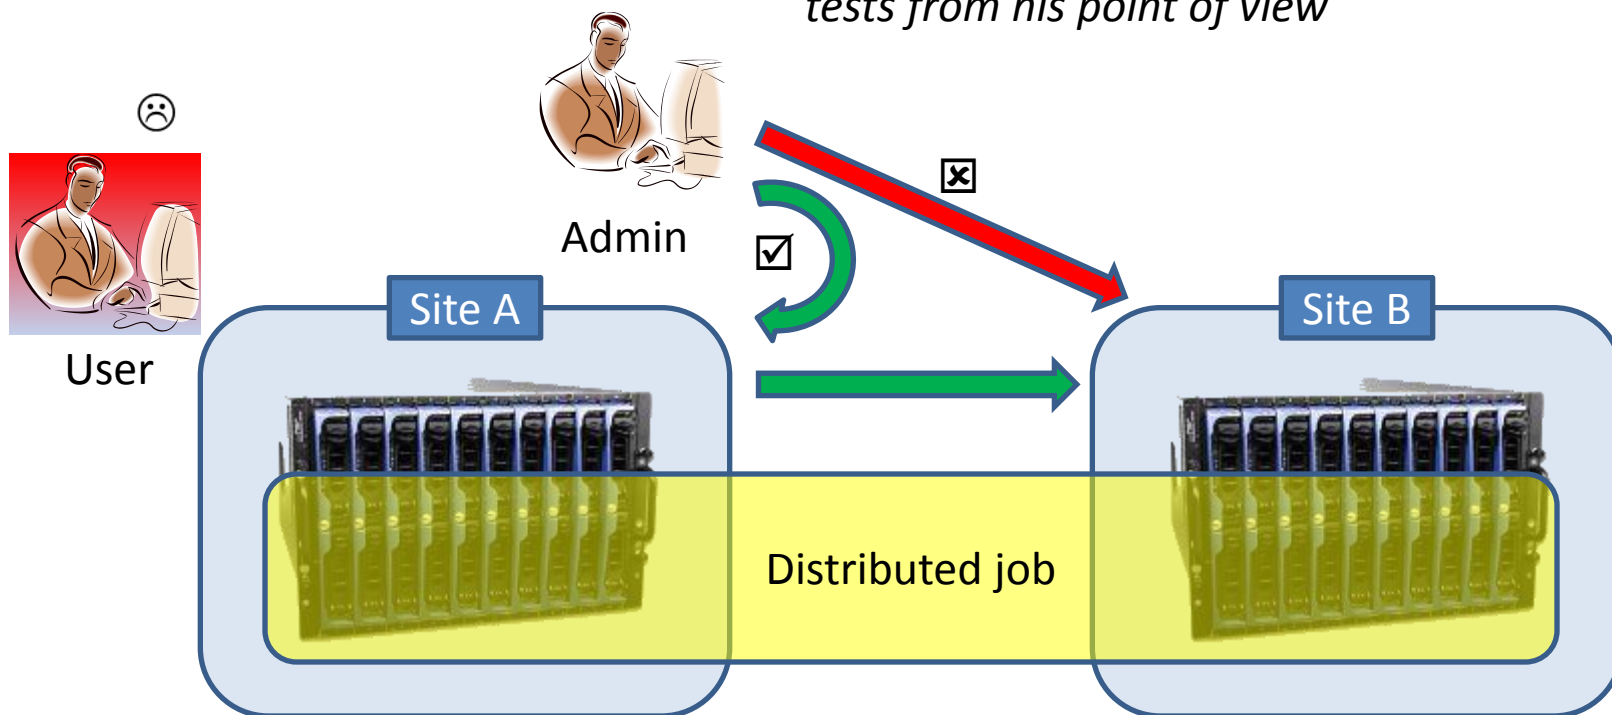 tests from his point of view
Admin
Site A
Site B
User
Distributed job